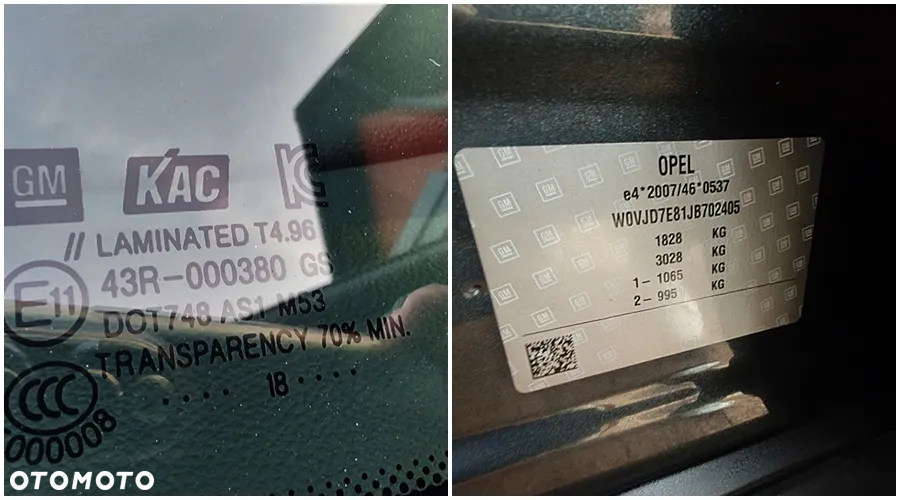 GM KAC
// LAMINATED T4.96
43R-000380 GS
E11
DOT748 AS1 M53
TRANSPARENCY 70% MIN.
CCC
.... 18 ....
000008
OTOMOTO
OPEL
e4*2007/46*0537
W0VJD7E81JB702405
1828 KG
3028 KG
1- 1065 KG
2- 995 KG